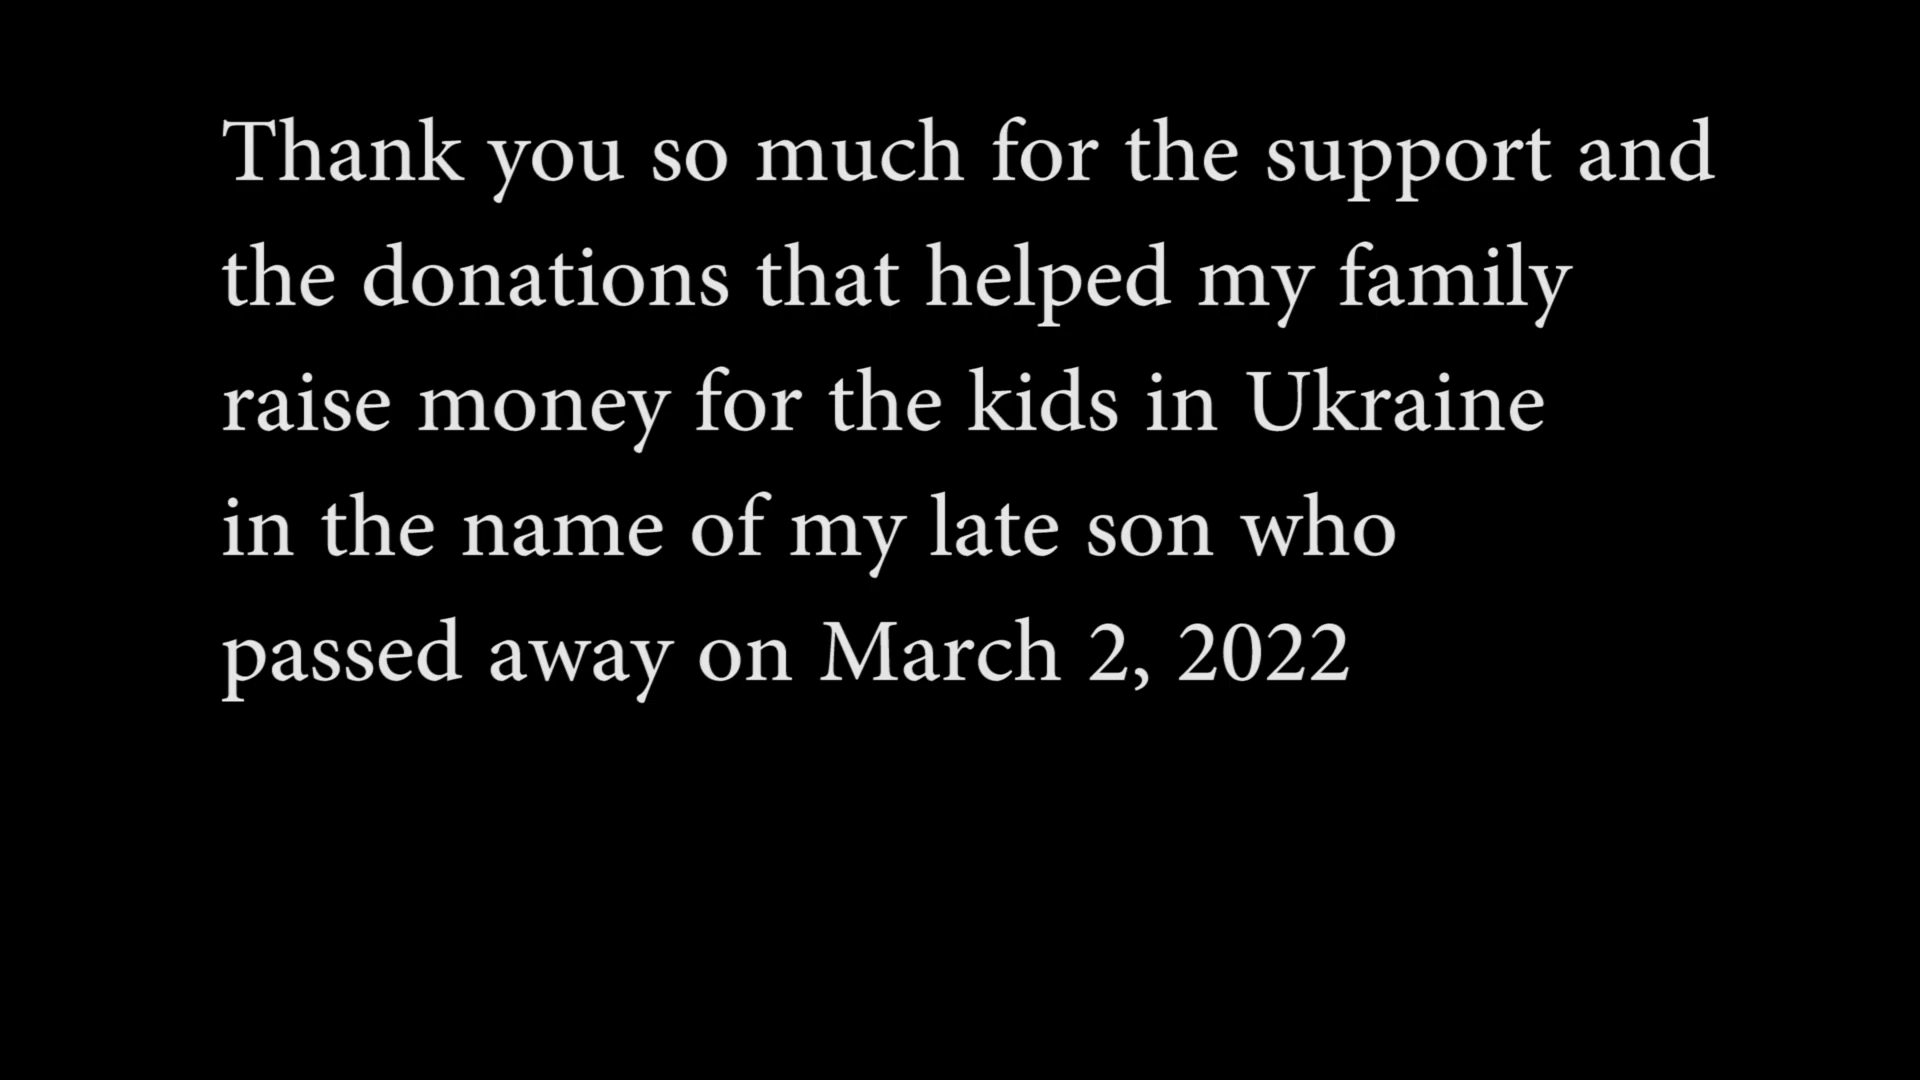 Thank you so much for the support and
the donations that helped my family
raise money for the kids in Ukraine
in the name of my late son who
passed away on March 2, 2022